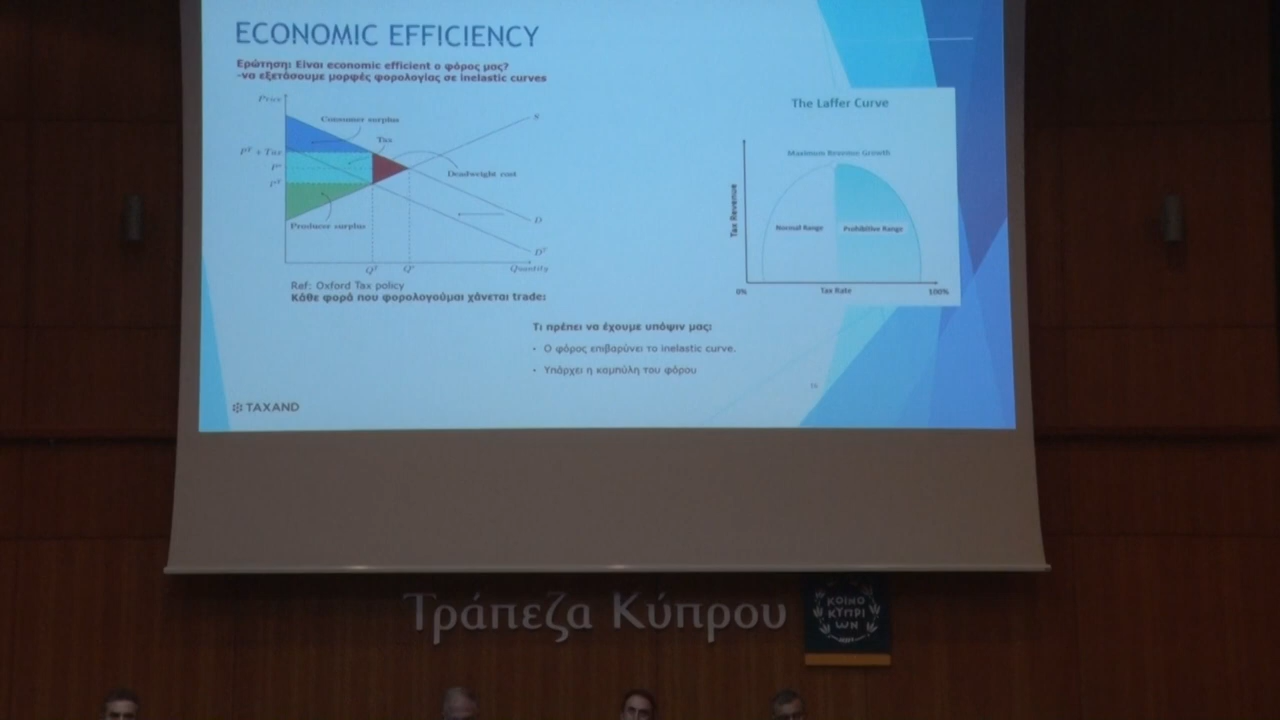 ECONOMIC EFFICIENCY
Ερώτηση: Είναι economic efficient ο φόρος μας?
-να εξετάσουμε μορφές φορολογίας σε inelastic curves
Price
Consumer surplus
S
Tax
Deadweight cost
Producer surplus
D
Quantity
Ref: Oxford Tax policy
Κάθε φορά που φορολογούμαι χάνεται trade:
The Laffer Curve
Maximum Revenue Growth
Tax Revenue
Normal Range
Prohibitive Range
0%
Tax Rate
100%
Τι πρέπει να έχουμε υπόψιν μας:
• Ο φόρος επιβαρύνει το inelastic curve.
• Υπάρχει η καμπύλη του φόρου
TAXAND
Τράπεζα Κύπρου
ΚΟΙΝΟ
ΚΥΠΡΙ
ΩΝ